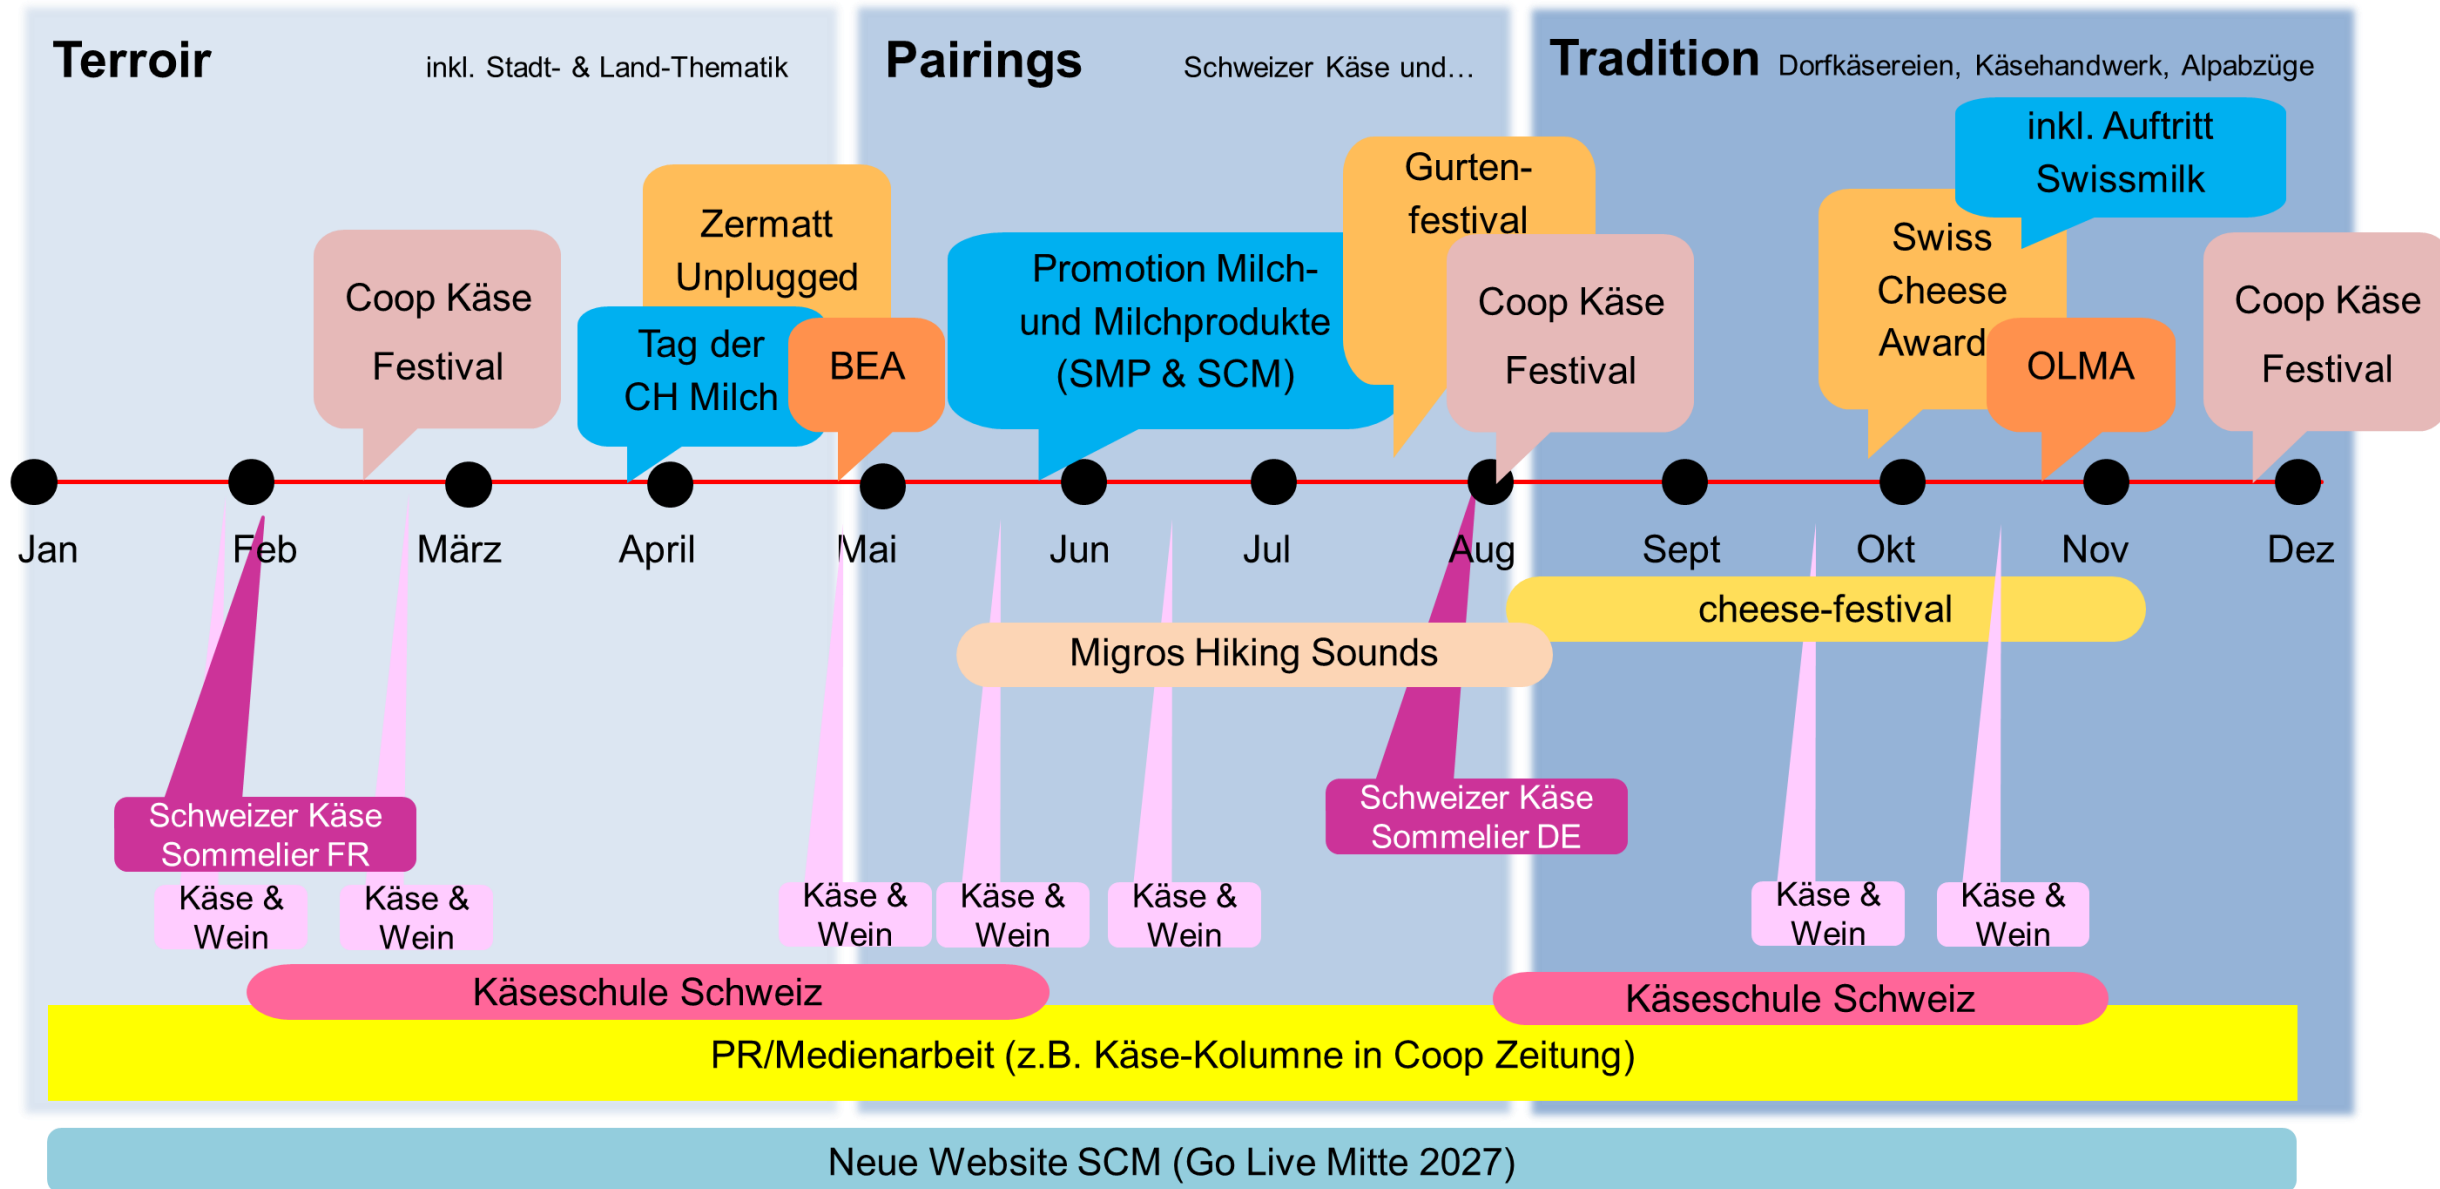 Terroir
inkl. Stadt- & Land-Thematik
Pairings
Schweizer Käse und...
Tradition
Dorfkäsereien, Käsehandwerk, Alpabzüge
Coop Käse
Festival
Zermatt
Unplugged
Tag der
CH Milch
BEA
Promotion Milch-
und Milchprodukte
(SMP & SCM)
Gurten-
festival
Coop Käse
Festival
Swiss
Cheese
Award
inkl. Auftritt
Swissmilk
OLMA
Coop Käse
Festival
Jan
Feb
März
April
Mai
Jun
Jul
Aug
Sept
Okt
Nov
Dez
cheese-festival
Migros Hiking Sounds
Schweizer Käse
Sommelier FR
Schweizer Käse
Sommelier DE
Käse &
Wein
Käse &
Wein
Käse &
Wein
Käse &
Wein
Käse &
Wein
Käse &
Wein
Käse &
Wein
Käseschule Schweiz
Käseschule Schweiz
PR/Medienarbeit (z.B. Käse-Kolumne in Coop Zeitung)
Neue Website SCM (Go Live Mitte 2027)